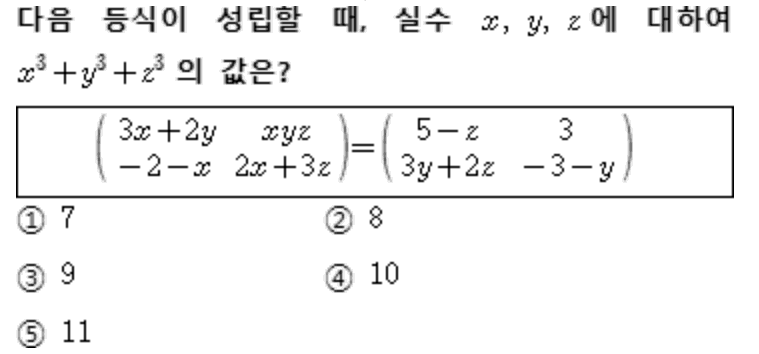 다음 등식이 성립할 때, 실수 x, y, z에 대하여
x³+y³+z³ 의 값은?
( 3x+2y xyz ) = ( 5-z 3 )
( -2-x 2x+3z ) ( 3y+2z -3-y )
① 7 ② 8
③ 9 ④ 10
⑤ 11